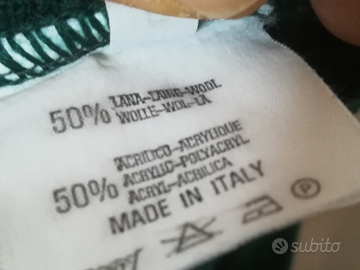 50% LANA-LAINE-WOOL
WOLLE-WOL-LA
50% ACRILICO-ACRYLIQUE
ACRYLIC-POLYACRYL
ACRYL-ACRILICA
MADE IN ITALY
P
subito